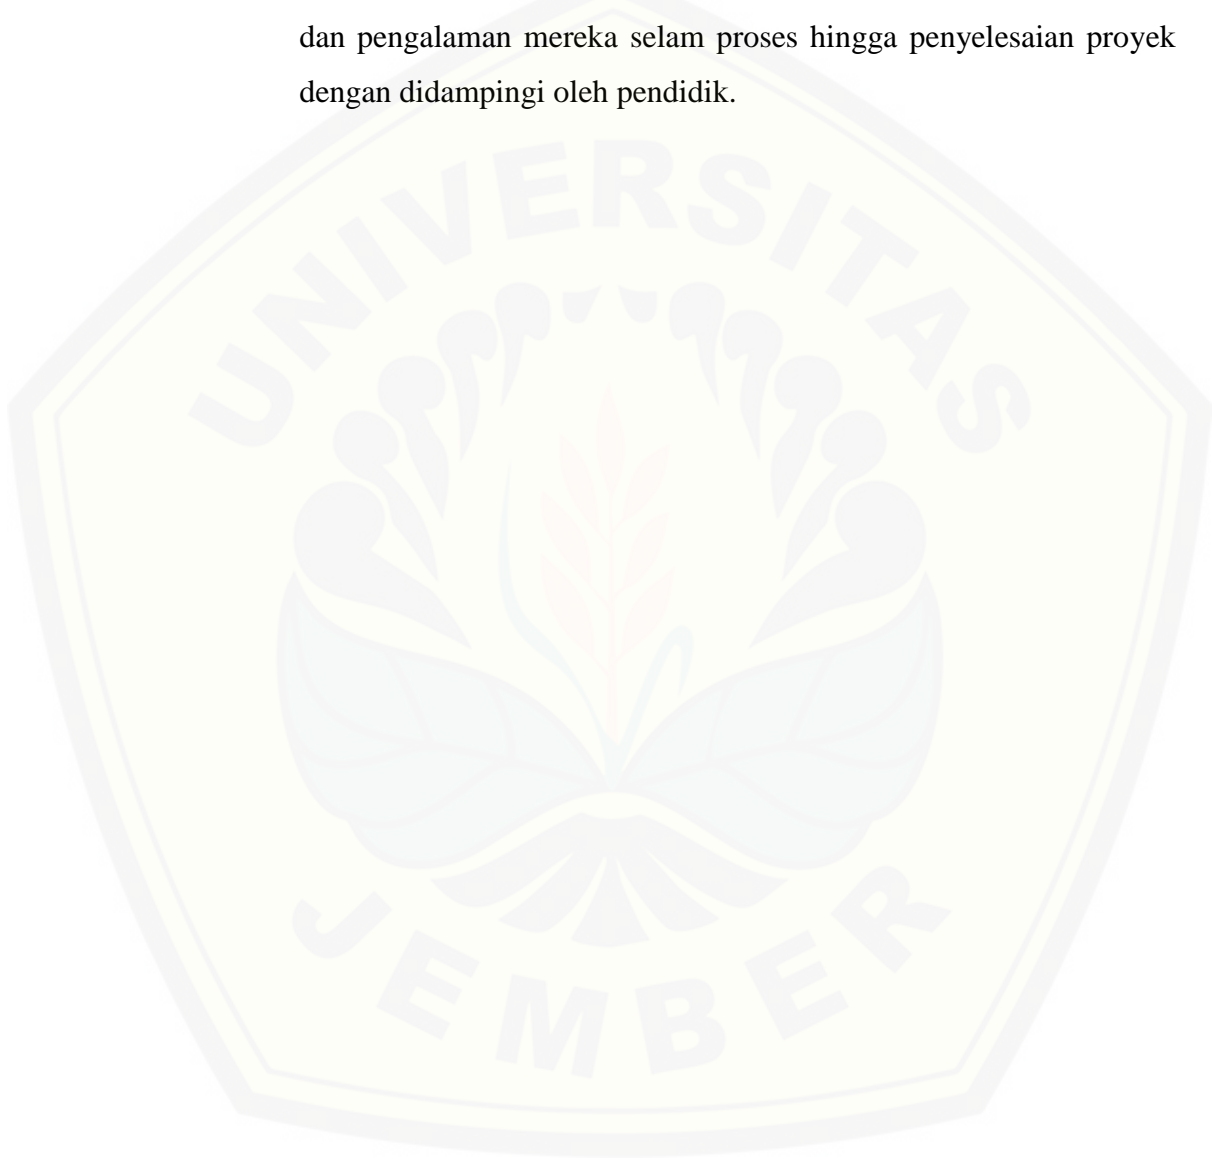 dan pengalaman mereka selam proses hingga penyelesaian proyek
dengan didampingi oleh pendidik.
UNIVERSITAS
JEMBER